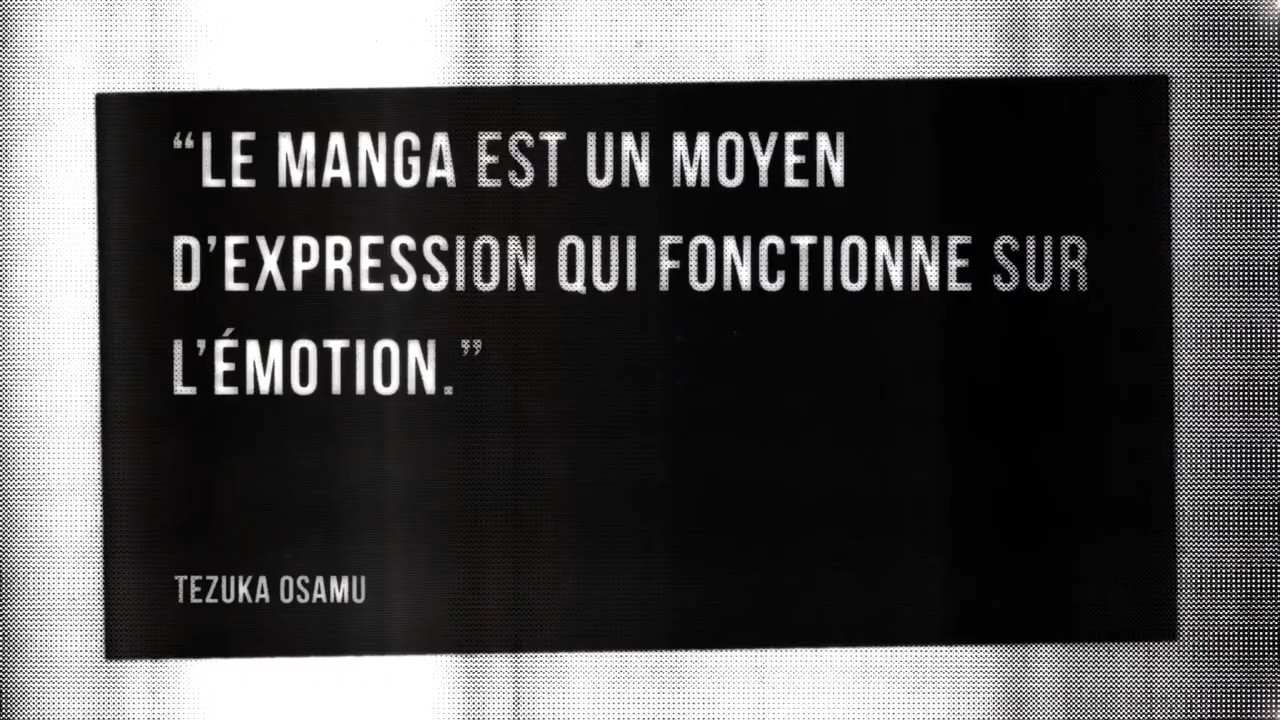 “LE MANGA EST UN MOYEN
D’EXPRESSION QUI FONCTIONNE SUR
L’ÉMOTION.”
TEZUKA OSAMU